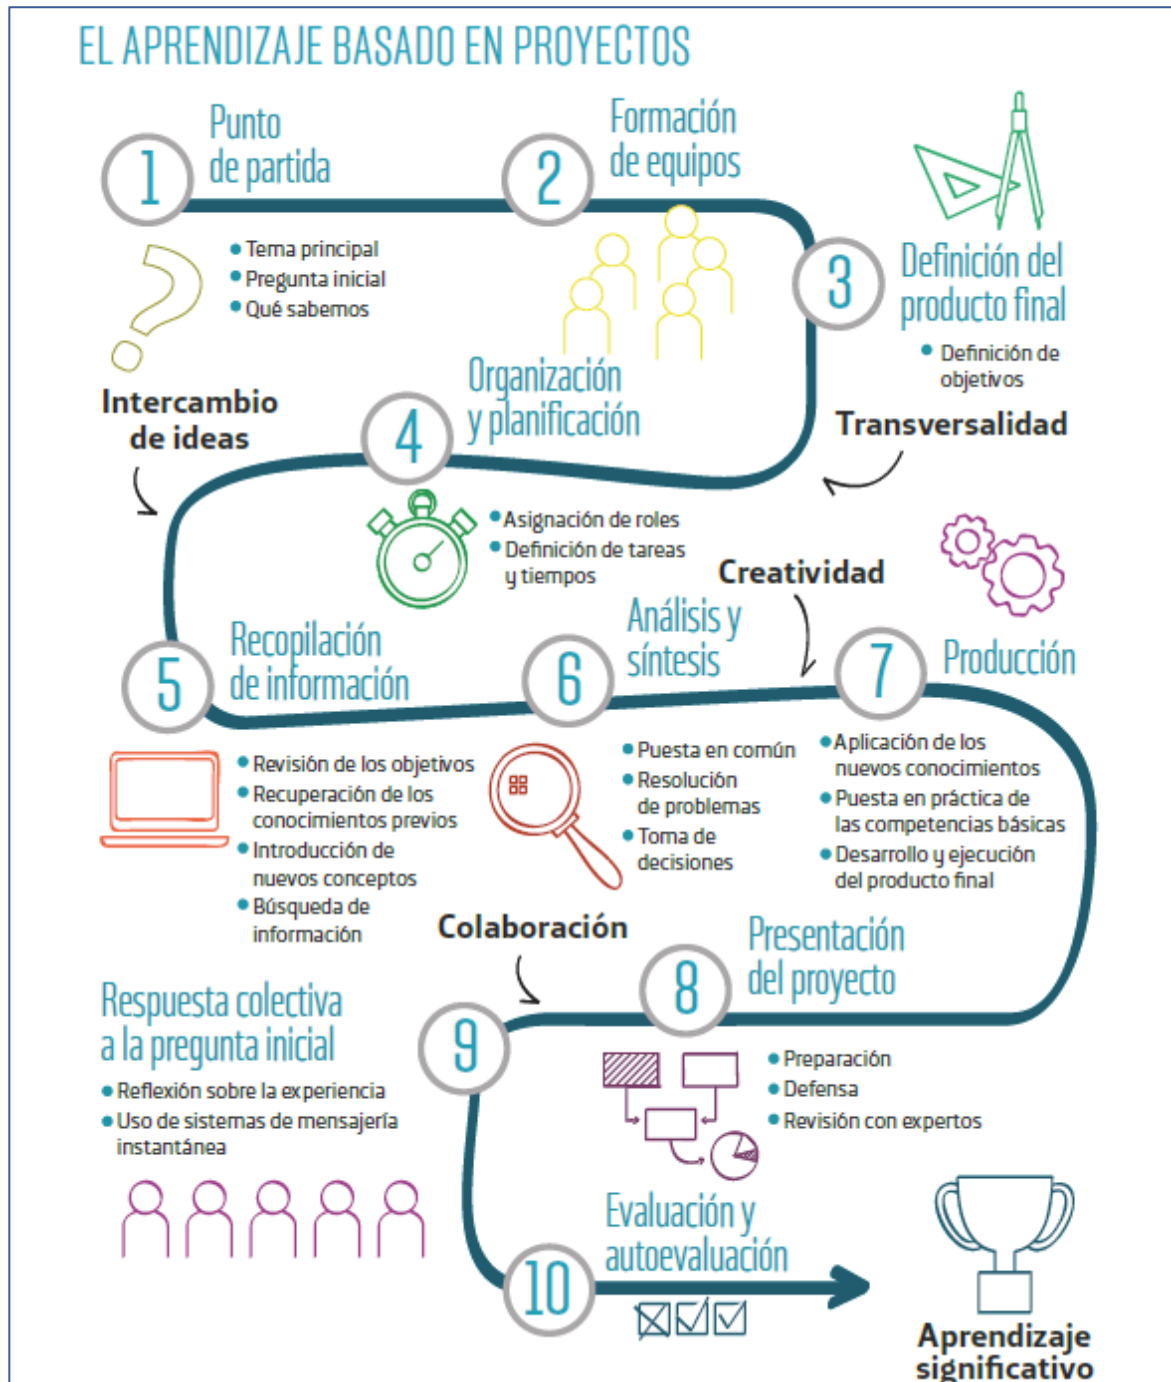 EL APRENDIZAJE BASADO EN PROYECTOS
1
Punto
de partida
• Tema principal
• Pregunta inicial
• Qué sabemos
2
Formación
de equipos
3
Definición del
producto final
• Definición de
objetivos
Transversalidad
4
Organización
y planificación
• Asignación de roles
• Definición de tareas
y tiempos
Intercambio
de ideas
5
Recopilación
de información
• Revisión de los objetivos
• Recuperación de los
conocimientos previos
• Introducción de
nuevos conceptos
• Búsqueda de
información
6
Análisis y
síntesis
• Puesta en común
• Resolución
de problemas
• Toma de
decisiones
Creatividad
7
Producción
• Aplicación de los
nuevos conocimientos
• Puesta en práctica de
las competencias básicas
• Desarrollo y ejecución
del producto final
8
Presentación
del proyecto
• Preparación
• Defensa
• Revisión con expertos
Colaboración
9
Respuesta colectiva
a la pregunta inicial
• Reflexión sobre la experiencia
• Uso de sistemas de mensajería
instantánea
10
Evaluación y
autoevaluación
Aprendizaje
significativo